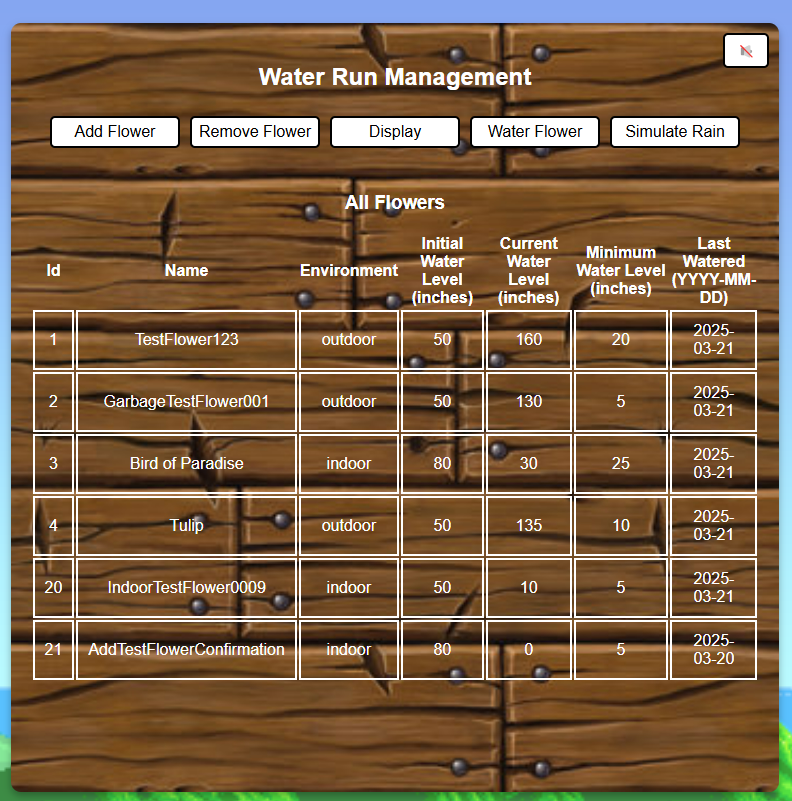 Water Run Management
Add Flower Remove Flower Display Water Flower Simulate Rain
All Flowers
Id Name Environment Initial Water Level (inches) Current Water Level (inches) Minimum Water Level (inches) Last Watered (YYYY-MM-DD)
1 TestFlower123 outdoor 50 160 20 2025-03-21
2 GarbageTestFlower001 outdoor 50 130 5 2025-03-21
3 Bird of Paradise indoor 80 30 25 2025-03-21
4 Tulip outdoor 50 135 10 2025-03-21
20 IndoorTestFlower0009 indoor 50 10 5 2025-03-21
21 AddTestFlowerConfirmation indoor 80 0 5 2025-03-20